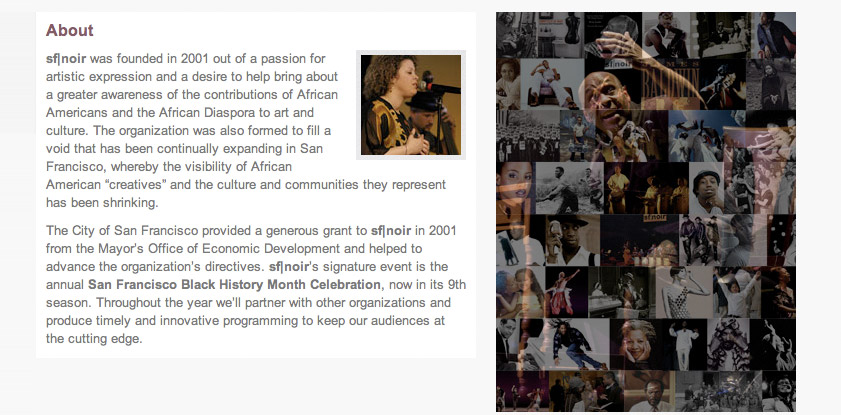 About
sf|noir was founded in 2001 out of a passion for
artistic expression and a desire to help bring about
a greater awareness of the contributions of African
Americans and the African Diaspora to art and
culture. The organization was also formed to fill a
void that has been continually expanding in San
Francisco, whereby the visibility of African
American “creatives” and the culture and communities they represent
has been shrinking.
The City of San Francisco provided a generous grant to sf|noir in 2001
from the Mayor's Office of Economic Development and helped to
advance the organization's directives. sf|noir's signature event is the
annual San Francisco Black History Month Celebration, now in its 9th
season. Throughout the year we'll partner with other organizations and
produce timely and innovative programming to keep our audiences at
the cutting edge.
sf|noir
sf|noir